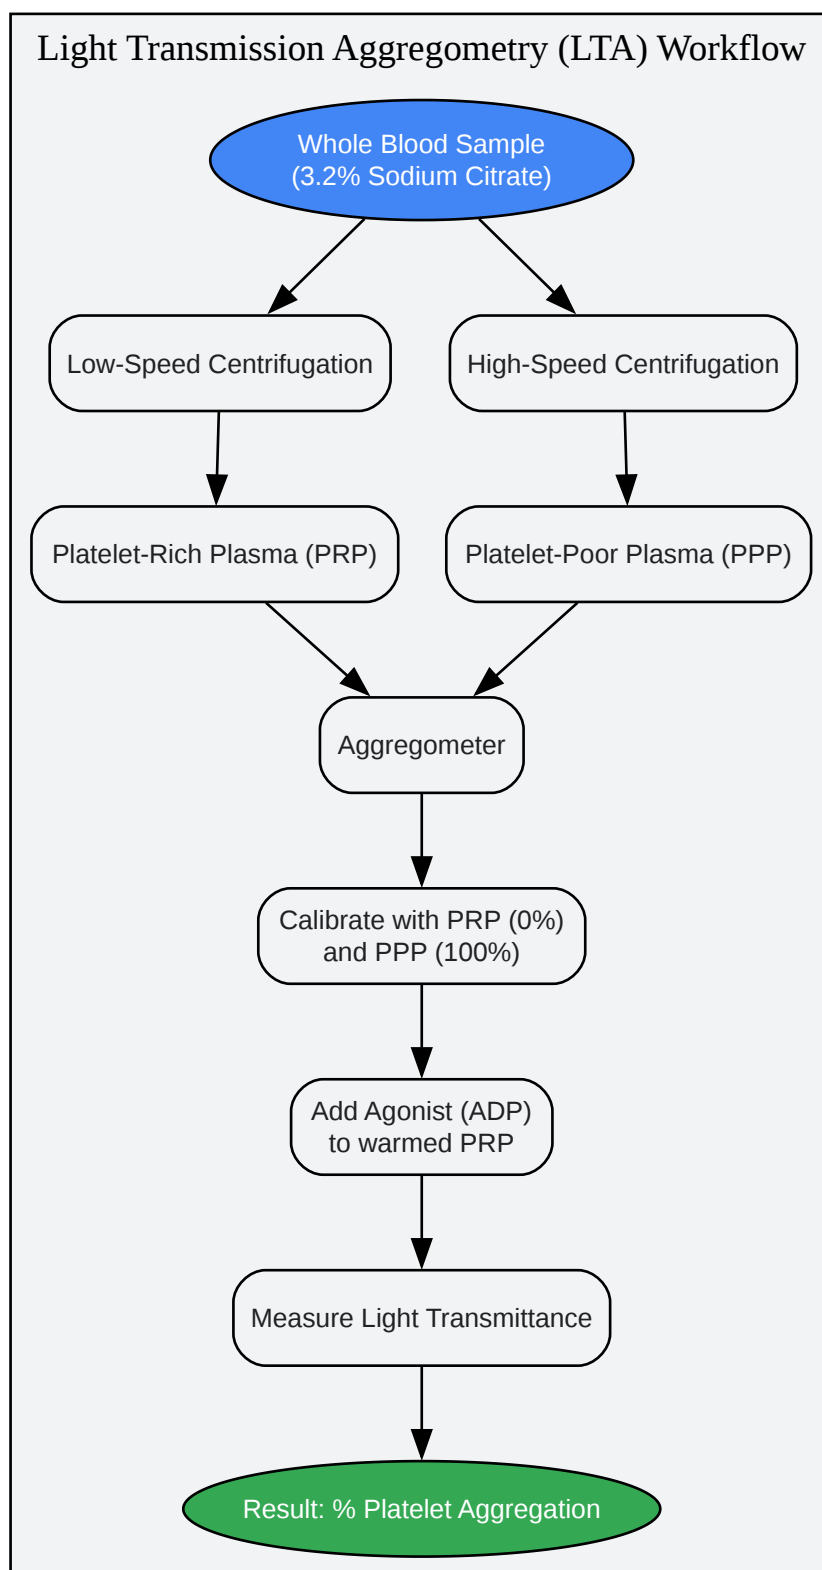 Light Transmission Aggregometry (LTA) Workflow
Whole Blood Sample
(3.2% Sodium Citrate)
Low-Speed Centrifugation
High-Speed Centrifugation
Platelet-Rich Plasma (PRP)
Platelet-Poor Plasma (PPP)
Aggregometer
Calibrate with PRP (0%)
and PPP (100%)
Add Agonist (ADP)
to warmed PRP
Measure Light Transmittance
Result: % Platelet Aggregation